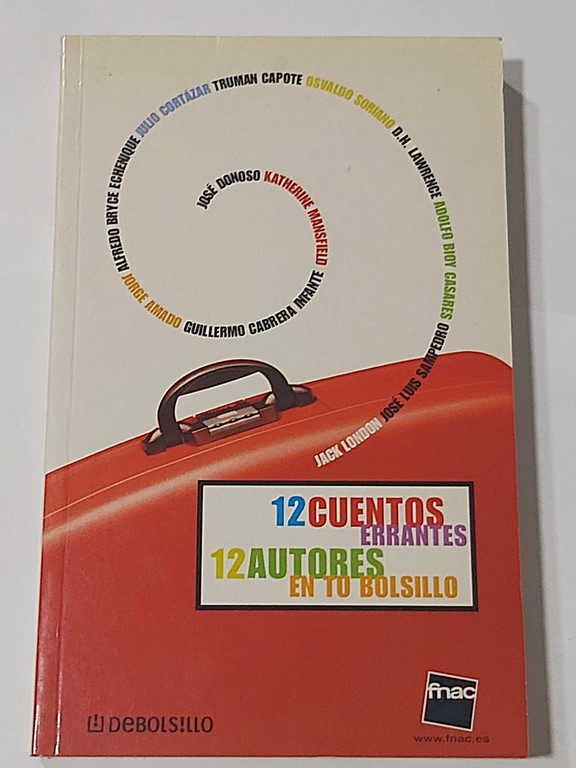 JOSÉ DONOSO KATHERINE MANSFIELD GUILLERMO CABRERA INFANTE JORGE AMADO ALFREDO BRYCE ECHENIQUE JULIO CORTÁZAR TRUMAN CAPOTE OSVALDO SORIANO D.H. LAWRENCE ADOLFO BIOY CASARES JOSÉ LUIS SAMPEDRO JACK LONDON
12 CUENTOS
ERRANTES
12 AUTORES
EN TU BOLSILLO
DEBOLS!LLO
fnac
www.fnac.es